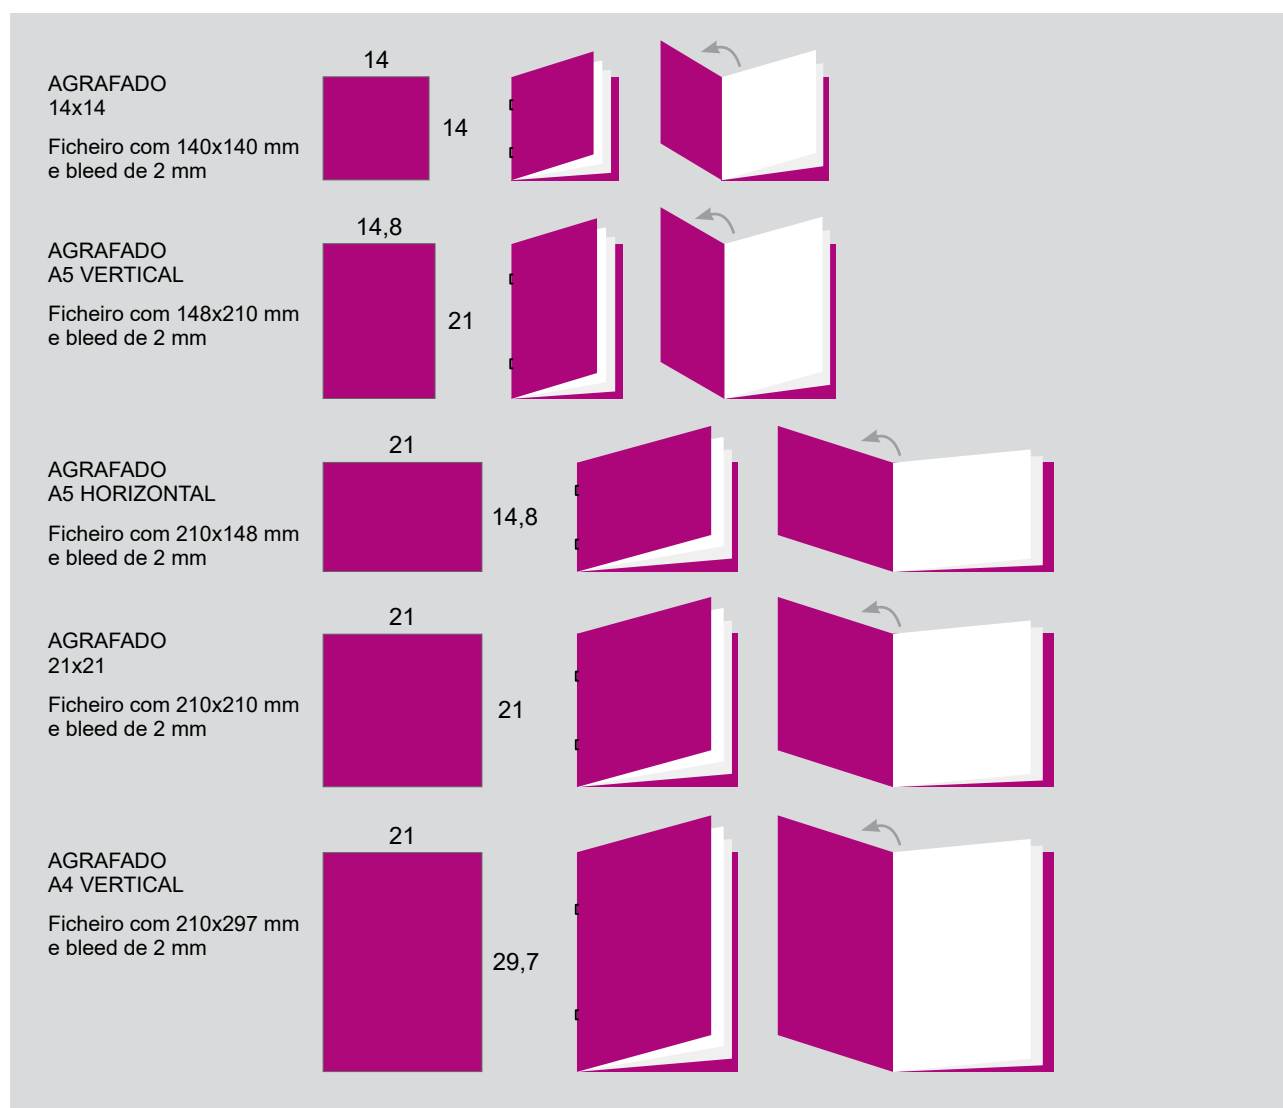 AGRAFADO
14x14
Ficheiro com 140x140 mm
e bleed de 2 mm
14
14
AGRAFADO
A5 VERTICAL
Ficheiro com 148x210 mm
e bleed de 2 mm
14,8
21
AGRAFADO
A5 HORIZONTAL
Ficheiro com 210x148 mm
e bleed de 2 mm
21
14,8
AGRAFADO
21x21
Ficheiro com 210x210 mm
e bleed de 2 mm
21
21
AGRAFADO
A4 VERTICAL
Ficheiro com 210x297 mm
e bleed de 2 mm
21
29,7